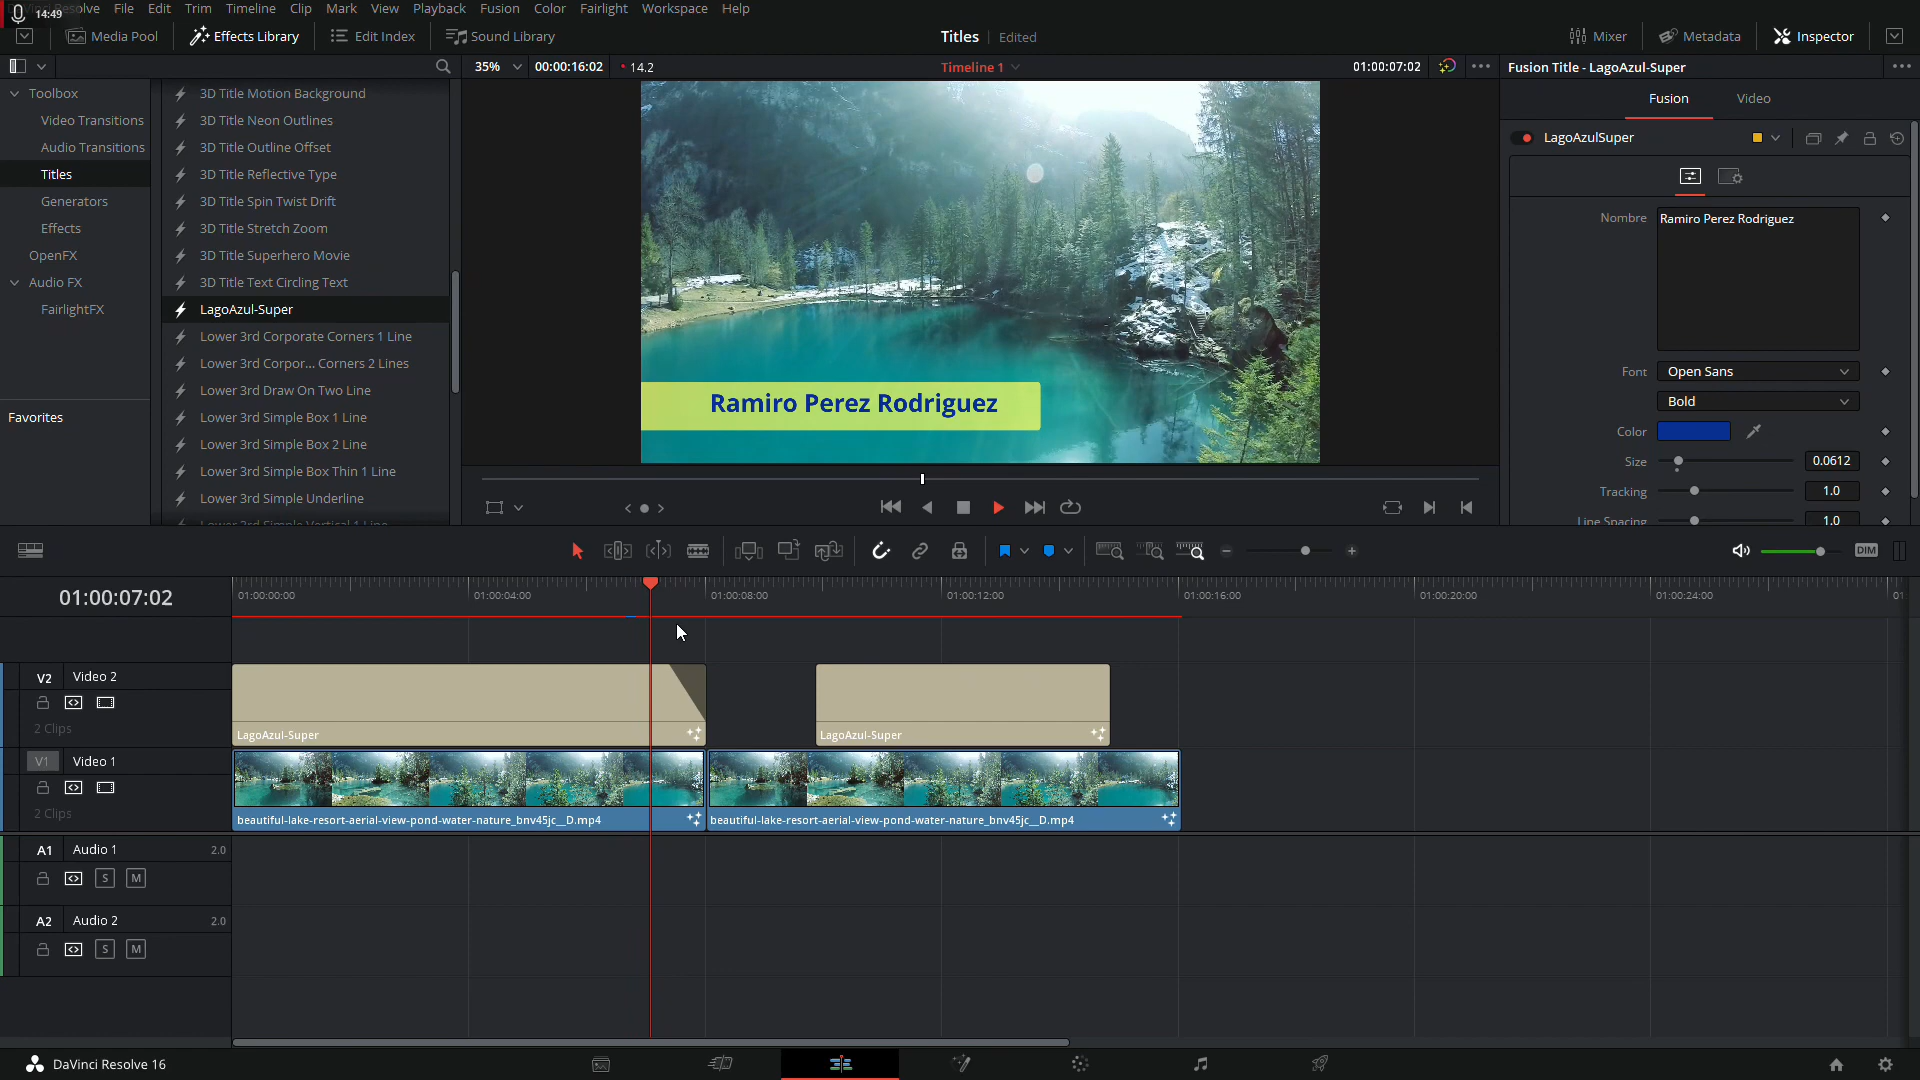 DaVinci Resolve File Edit Trim Timeline Clip Mark View Playback Fusion Color Fairlight Workspace Help
14:49
Media Pool Effects Library Edit Index Sound Library
Titles Edited
Mixer Metadata Inspector
35% 00:00:16:02 14.2 Timeline 1 01:00:07:02
Fusion Title - LagoAzul-Super
Toolbox
Video Transitions
Audio Transitions
Titles
Generators
Effects
OpenFX
Audio FX
FairlightFX
Favorites
3D Title Motion Background
3D Title Neon Outlines
3D Title Outline Offset
3D Title Reflective Type
3D Title Spin Twist Drift
3D Title Stretch Zoom
3D Title Superhero Movie
3D Title Text Circling Text
LagoAzul-Super
Lower 3rd Corporate Corners 1 Line
Lower 3rd Corpor... Corners 2 Lines
Lower 3rd Draw On Two Line
Lower 3rd Simple Box 1 Line
Lower 3rd Simple Box 2 Line
Lower 3rd Simple Box Thin 1 Line
Lower 3rd Simple Underline
Lower 3rd Simple Vertical 1 Line
Ramiro Perez Rodriguez
Fusion Video
LagoAzulSuper
Nombre Ramiro Perez Rodriguez
Font Open Sans
Bold
Color
Size 0.0612
Tracking 1.0
Line Spacing 1.0
DIM
01:00:07:02
01:00:00:00 01:00:04:00 01:00:08:00 01:00:12:00 01:00:16:00 01:00:20:00 01:00:24:00 01
V2 Video 2
2 Clips
LagoAzul-Super LagoAzul-Super
V1 Video 1
2 Clips
beautiful-lake-resort-aerial-view-pond-water-nature_bnv45jc__D.mp4 beautiful-lake-resort-aerial-view-pond-water-nature_bnv45jc__D.mp4
A1 Audio 1 2.0
S M
A2 Audio 2 2.0
S M
DaVinci Resolve 16